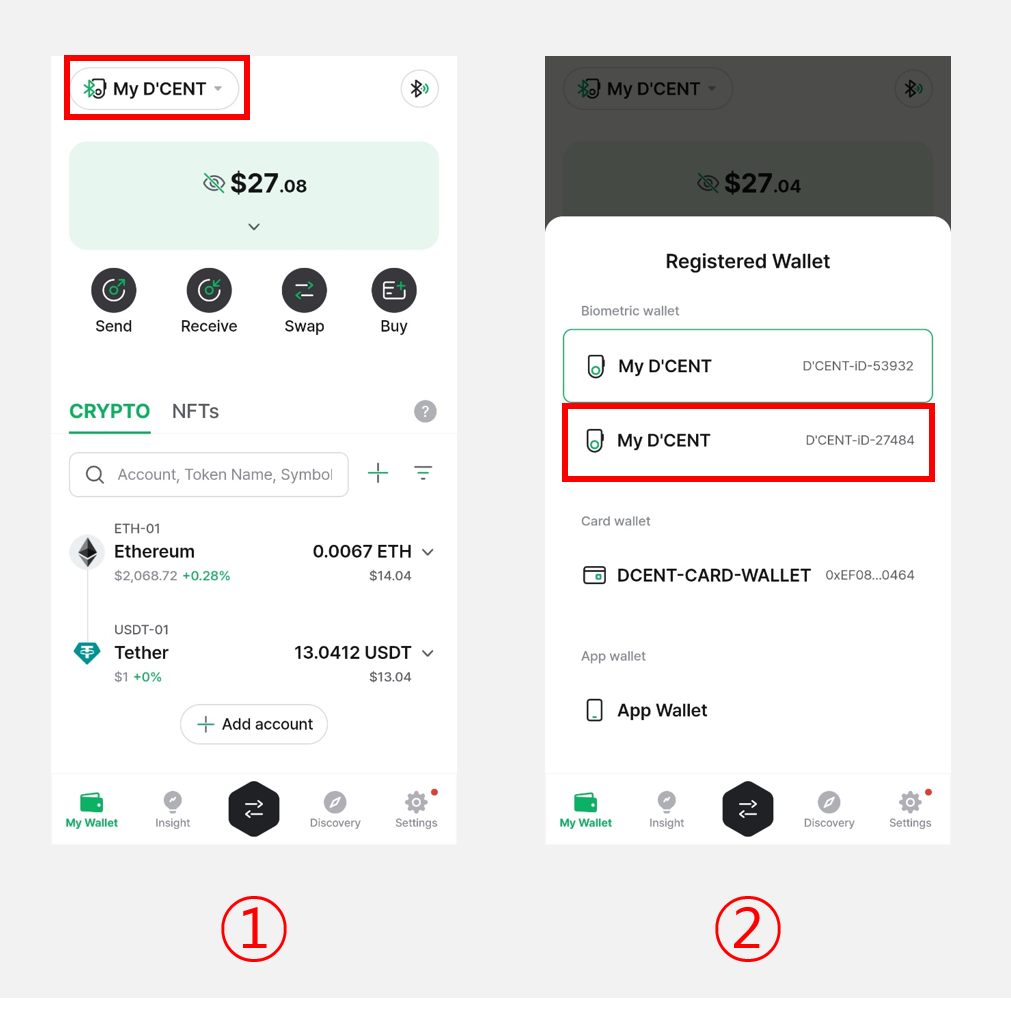 My D'CENT
$27.08
Send
Receive
Swap
Buy
CRYPTO
NFTs
?
Account, Token Name, Symbol
ETH-01
Ethereum
0.0067 ETH
$2,068.72 +0.28%
$14.04
USDT-01
Tether
13.0412 USDT
$1 +0%
$13.04
Add account
My Wallet
Insight
Discovery
Settings
①
My D'CENT
$27.04
Registered Wallet
Biometric wallet
My D'CENT
D'CENT-iD-53932
My D'CENT
D'CENT-iD-27484
Card wallet
DCENT-CARD-WALLET
0xEF08...0464
App wallet
App Wallet
My Wallet
Insight
Discovery
Settings
②